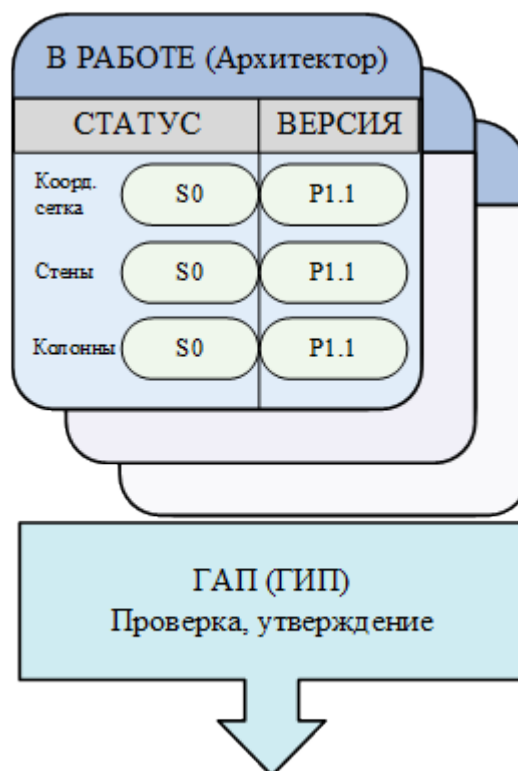 В РАБОТЕ (Архитектор)
СТАТУС ВЕРСИЯ
Коорд.
сетка S0 P1.1
Стены S0 P1.1
Колонны S0 P1.1
ГАП (ГИП)
Проверка, утверждение